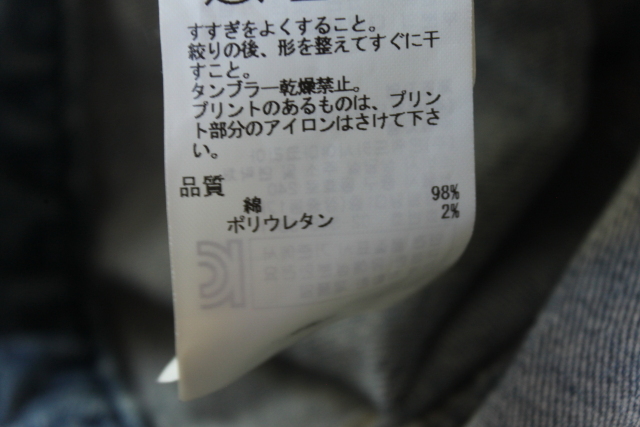 すすぎをよくすること。
絞りの後、形を整えてすぐに干
すこと。
タンブラー乾燥禁止。
プリントのあるものは、プリン
ト部分のアイロンはさけて下さ
い。
品質
綿 98%
ポリウレタン 2%